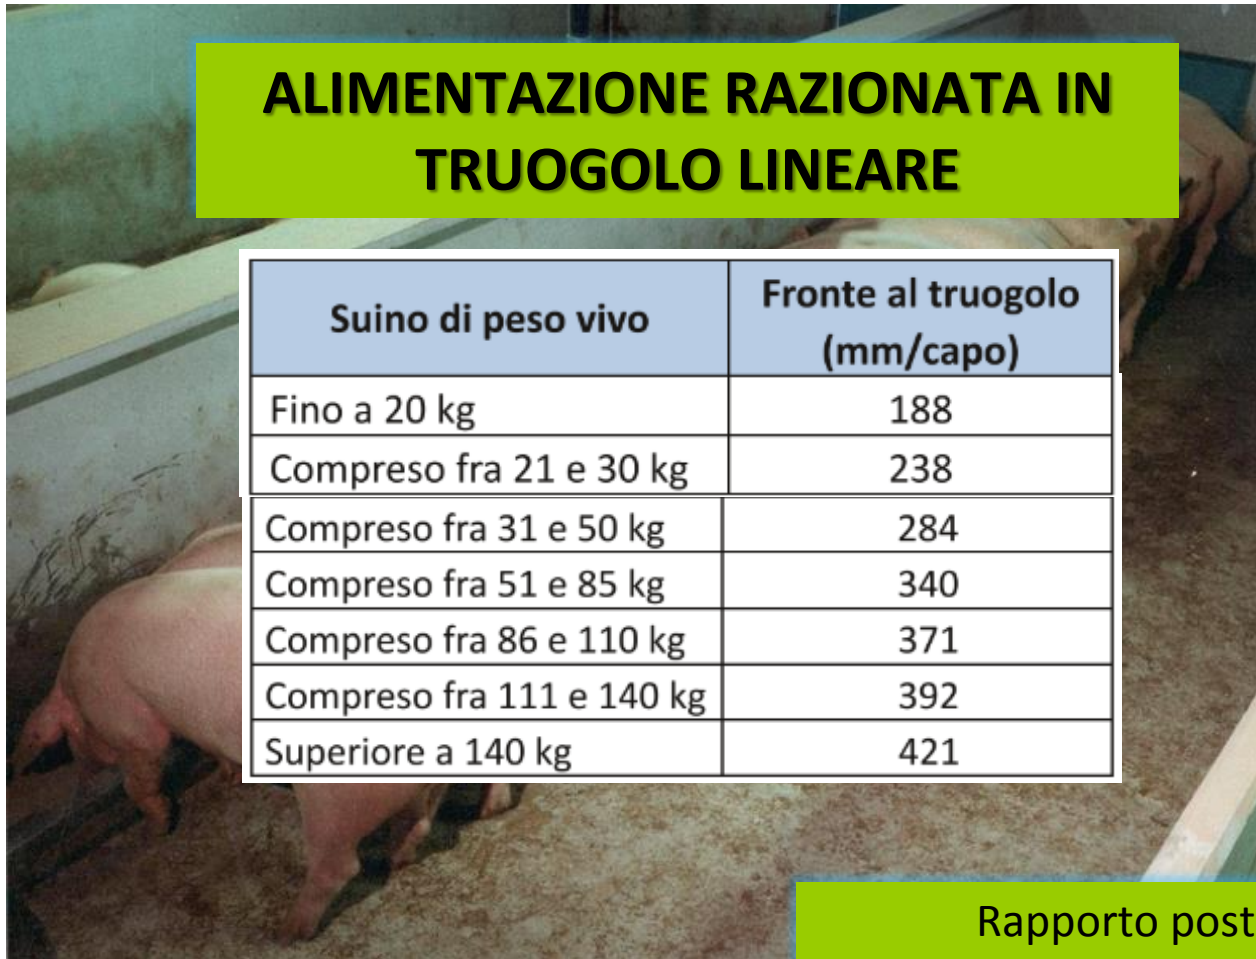 ALIMENTAZIONE RAZIONATA IN
TRUOGOLO LINEARE
Suino di peso vivo
Fronte al truogolo
(mm/capo)
Fino a 20 kg 188
Compreso fra 21 e 30 kg 238
Compreso fra 31 e 50 kg 284
Compreso fra 51 e 85 kg 340
Compreso fra 86 e 110 kg 371
Compreso fra 111 e 140 kg 392
Superiore a 140 kg 421
Rapporto post